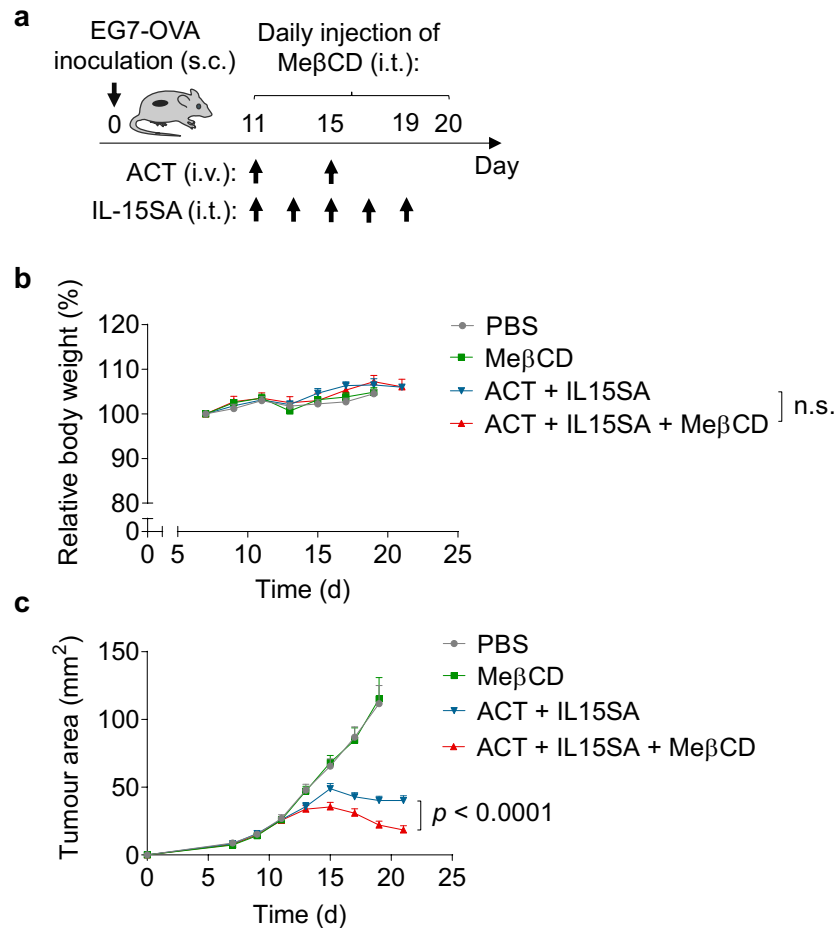 a
EG7-OVA
inoculation (s.c.)
Daily injection of
MeβCD (i.t.):
0 11 15 19 20
Day
ACT (i.v.):
IL-15SA (i.t.):
b
Relative body weight (%)
120
110
100
90
80
0
0 5 10 15 20 25
Time (d)
PBS
MeβCD
ACT + IL15SA
ACT + IL15SA + MeβCD
n.s.
c
Tumour area (mm²)
150
100
50
0
0 5 10 15 20 25
Time (d)
PBS
MeβCD
ACT + IL15SA
ACT + IL15SA + MeβCD
p < 0.0001